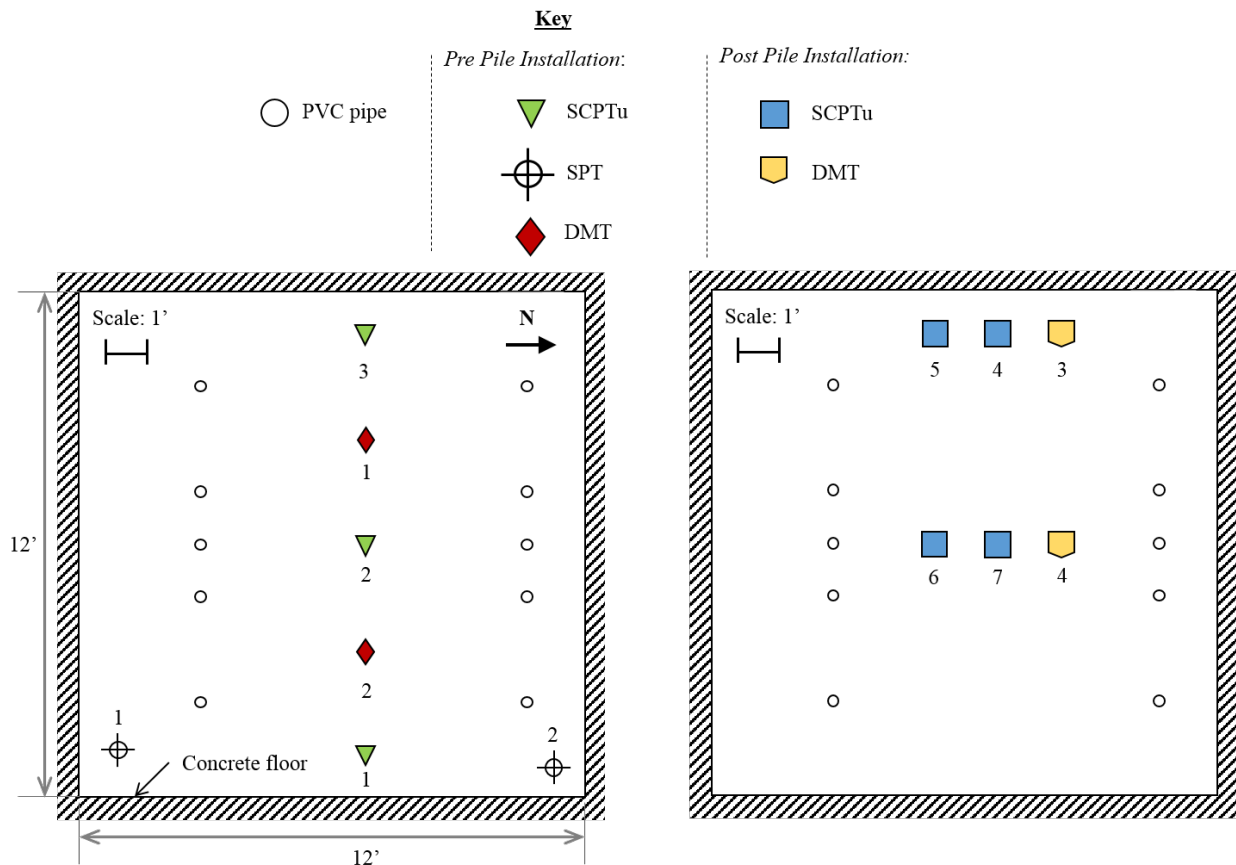 Key
Pre Pile Installation:
Post Pile Installation:
PVC pipe
SCPTu
SCPTu
SPT
DMT
DMT
Scale: 1’
N
3
1
2
2
1
2
1
Concrete floor
12’
12’
Scale: 1’
5 4 3
6 7 4